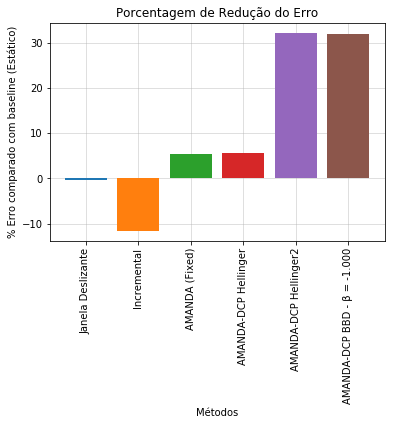 Porcentagem de Redução do Erro
% Erro comparado com baseline (Estático)
30
20
10
0
−10
Janela Deslizante
Incremental
AMANDA (Fixed)
AMANDA-DCP Hellinger
AMANDA-DCP Hellinger2
AMANDA-DCP BBD - β = -1.000
Métodos